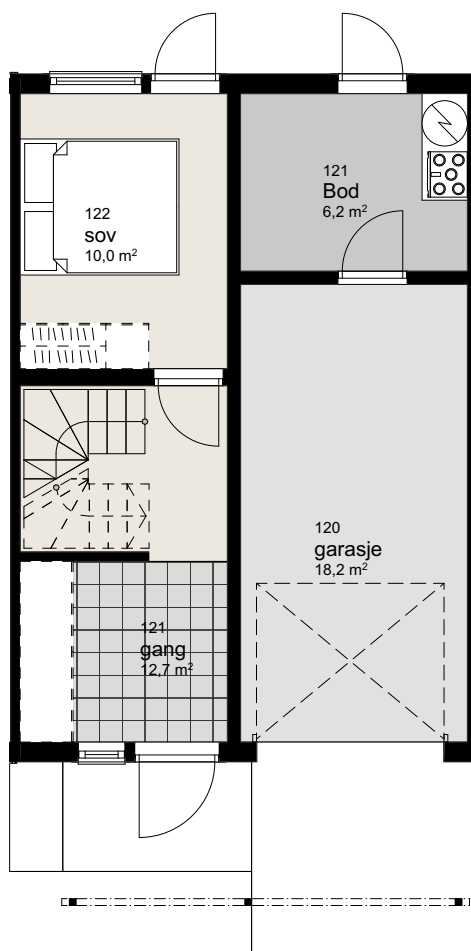 121
Bod
6,2 m²
122
sov
10,0 m²
120
garasje
18,2 m²
121
gang
12,7 m²